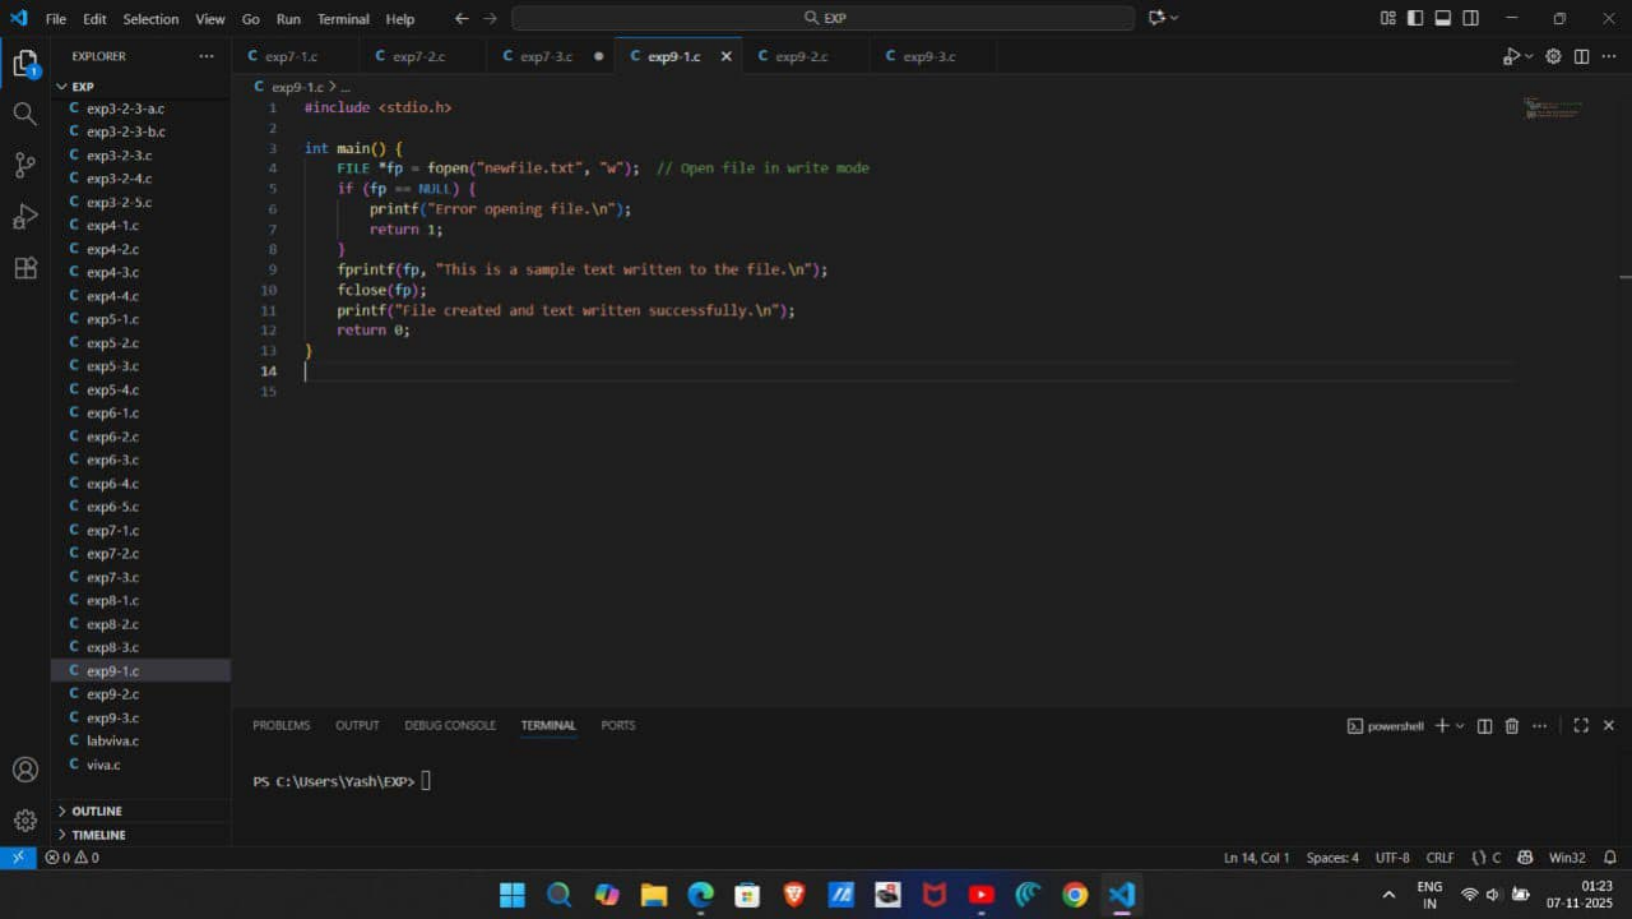 File Edit Selection View Go Run Terminal Help
EXP
EXPLORER
EXP
exp3-2-3-a.c
exp3-2-3-b.c
exp3-2-3.c
exp3-2-4.c
exp3-2-5.c
exp4-1.c
exp4-2.c
exp4-3.c
exp4-4.c
exp5-1.c
exp5-2.c
exp5-3.c
exp5-4.c
exp6-1.c
exp6-2.c
exp6-3.c
exp6-4.c
exp6-5.c
exp7-1.c
exp7-2.c
exp7-3.c
exp8-1.c
exp8-2.c
exp8-3.c
exp9-1.c
exp9-2.c
exp9-3.c
labviva.c
viva.c
OUTLINE
TIMELINE
exp7-1.c exp7-2.c exp7-3.c exp9-1.c exp9-2.c exp9-3.c
exp9-1.c > ...
1 #include <stdio.h>
2
3 int main() {
4 FILE *fp = fopen("newfile.txt", "w"); // Open file in write mode
5 if (fp == NULL) {
6 printf("Error opening file.\n");
7 return 1;
8 }
9 fprintf(fp, "This is a sample text written to the file.\n");
10 fclose(fp);
11 printf("File created and text written successfully.\n");
12 return 0;
13 }
14
15
PROBLEMS OUTPUT DEBUG CONSOLE TERMINAL PORTS
powershell
PS C:\Users\Yash\EXP>
0 0
Ln 14, Col 1 Spaces: 4 UTF-8 CRLF {} C Win32
ENG
IN
01:23
07-11-2025